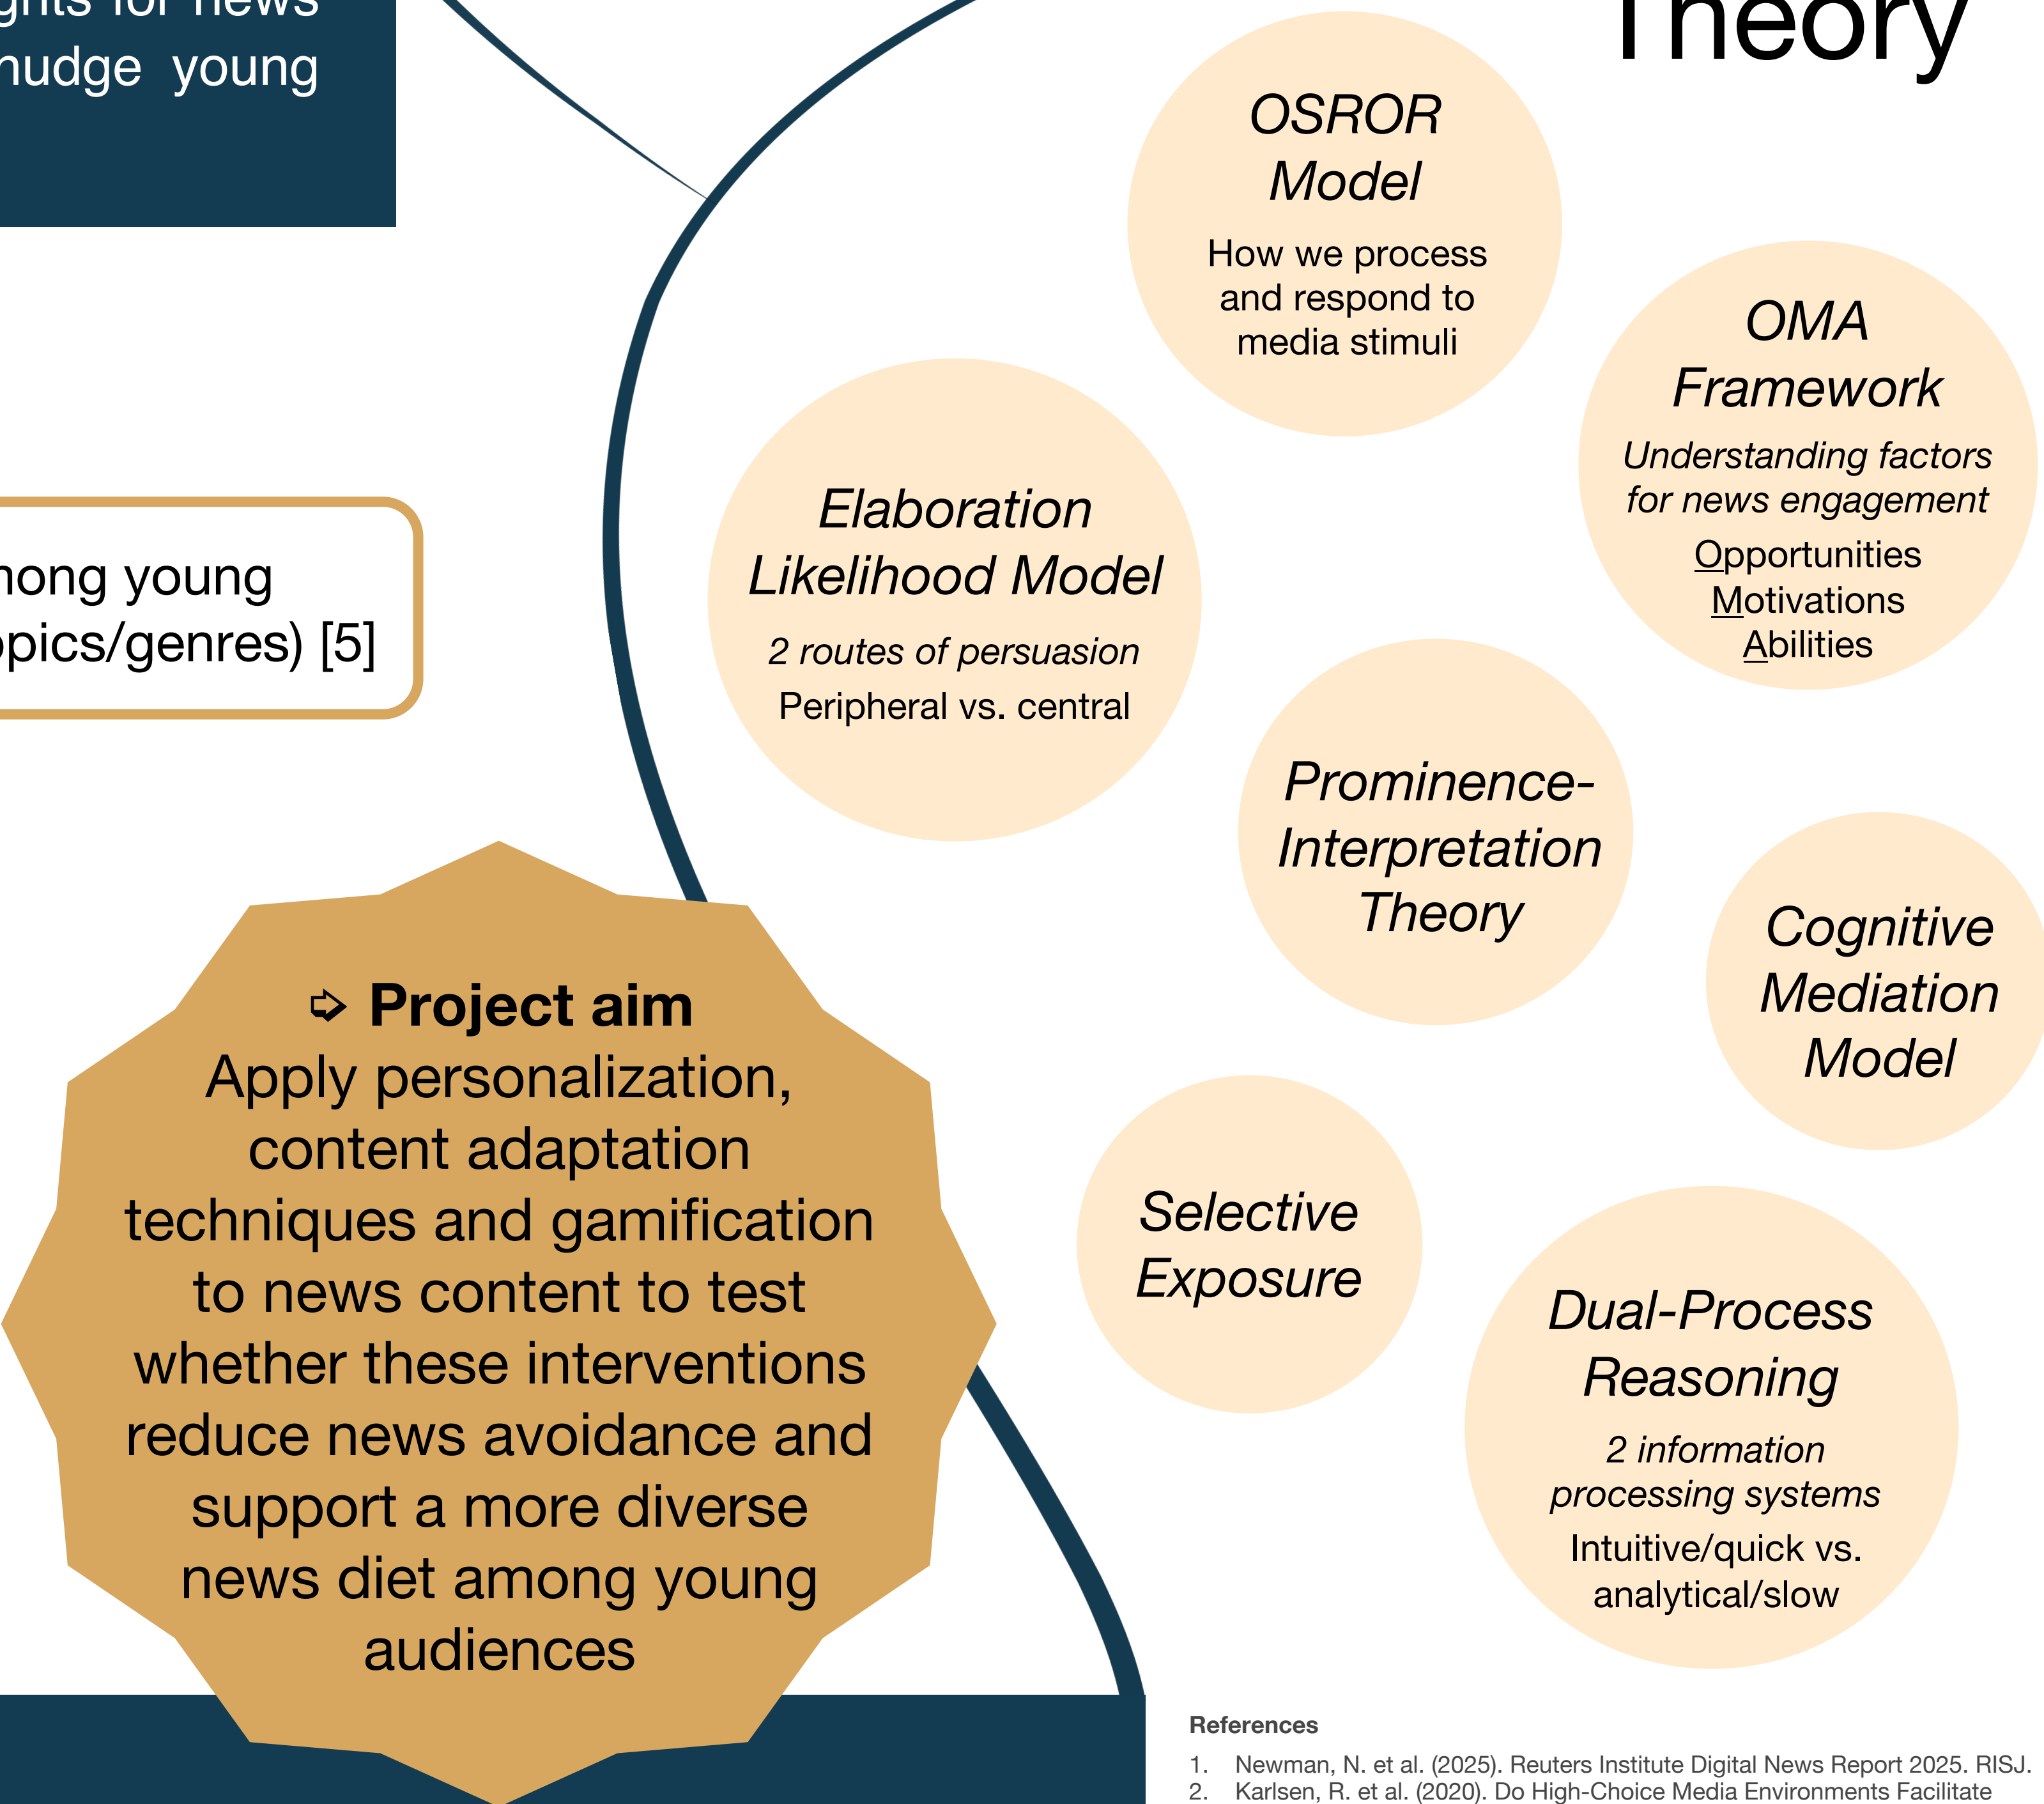 for news
nudge young
Theory
OSROR
Model
How we process
and respond to
media stimuli
OMA
Framework
Understanding factors
for news engagement
Opportunities
Motivations
Abilities
Elaboration
Likelihood Model
2 routes of persuasion
Peripheral vs. central
young
[5]
Prominence-
Interpretation
Theory
Cognitive
Mediation
Model
➩ Project aim
Apply personalization,
content adaptation
techniques and gamification
to news content to test
whether these interventions
reduce news avoidance and
support a more diverse
news diet among young
audiences
Selective
Exposure
Dual-Process
Reasoning
2 information
processing systems
Intuitive/quick vs.
analytical/slow
References
1. Newman, N. et al. (2025). Reuters Institute Digital News Report 2025. RISJ.
2. Karlsen, R. et al. (2020). Do High-Choice Media Environments Facilitate